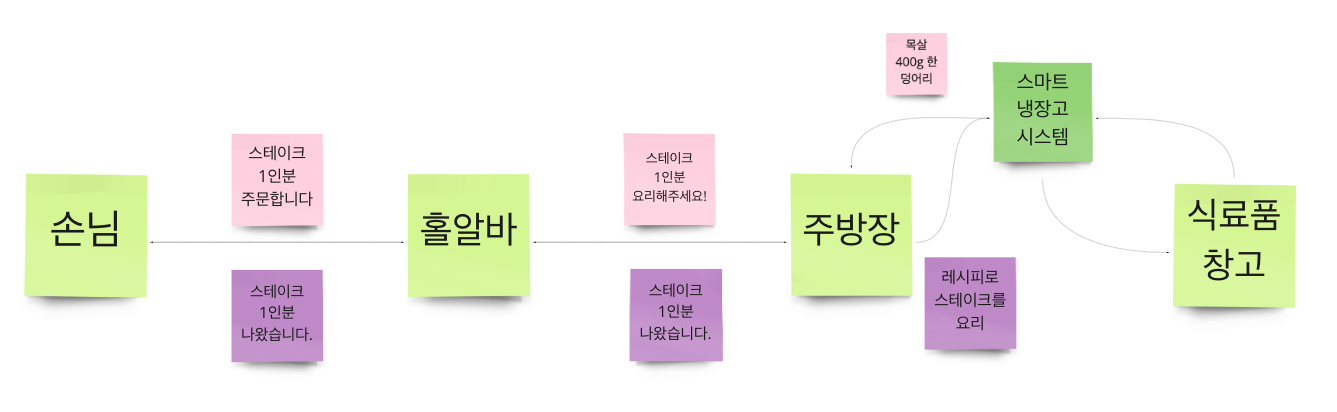 목살
400g 한
덩어리
스마트
냉장고
시스템
스테이크
1인분
주문합니다
스테이크
1인분
요리해주세요!
손님
홀알바
주방장
식료품
창고
스테이크
1인분
나왔습니다.
스테이크
1인분
나왔습니다.
레시피로
스테이크를
요리